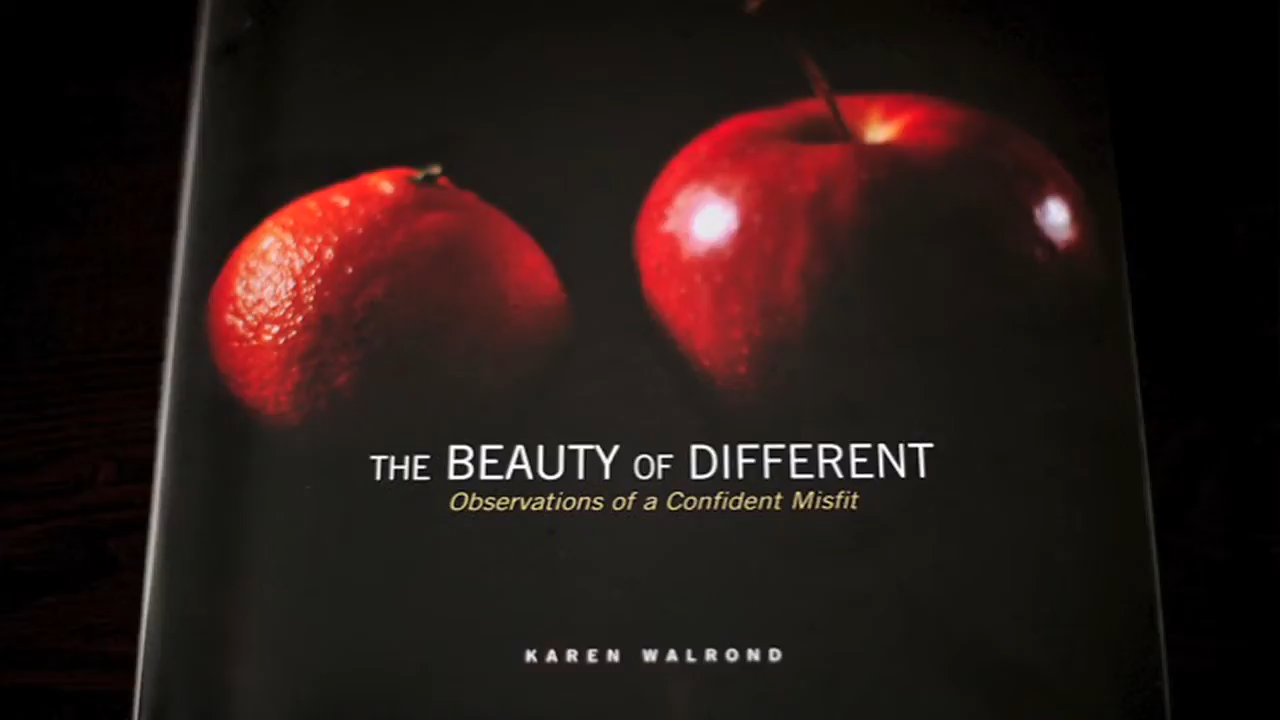 THE BEAUTY OF DIFFERENT
Observations of a Confident Misfit
KAREN WALROND